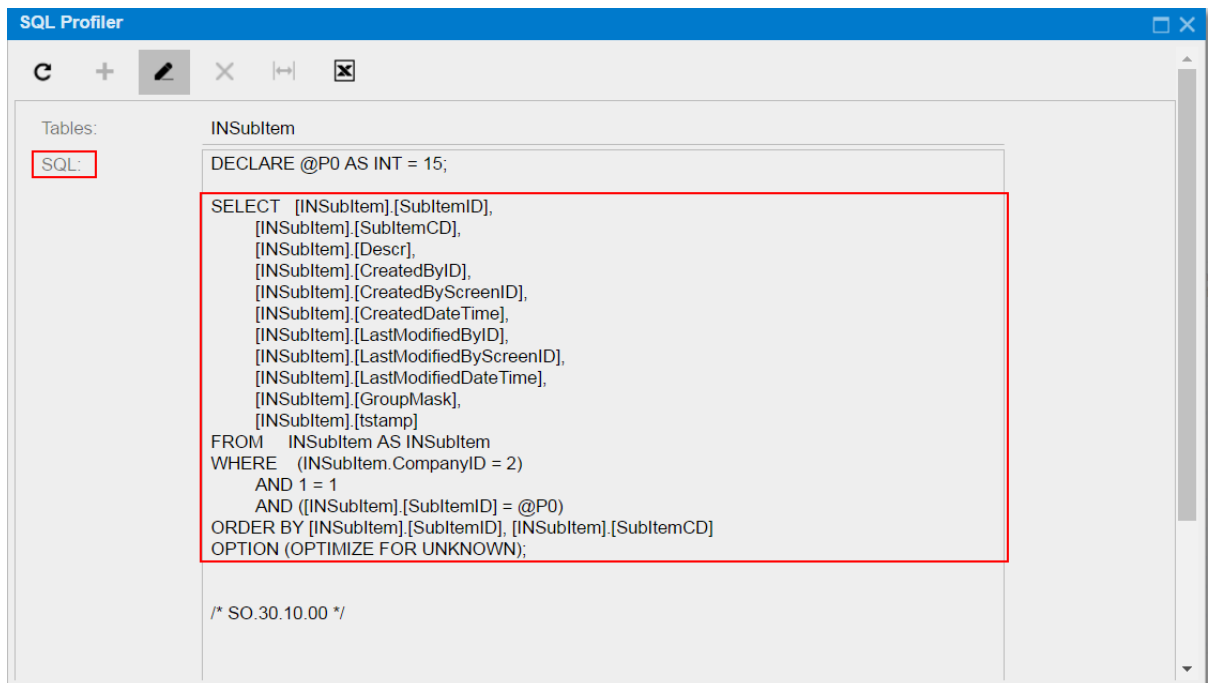 SQL Profiler
Tables: INSubItem
SQL: DECLARE @P0 AS INT = 15;
SELECT [INSubItem].[SubItemID],
[INSubItem].[SubItemCD],
[INSubItem].[Descr],
[INSubItem].[CreatedByID],
[INSubItem].[CreatedByScreenID],
[INSubItem].[CreatedDateTime],
[INSubItem].[LastModifiedByID],
[INSubItem].[LastModifiedByScreenID],
[INSubItem].[LastModifiedDateTime],
[INSubItem].[GroupMask],
[INSubItem].[tstamp]
FROM INSubItem AS INSubItem
WHERE (INSubItem.CompanyID = 2)
AND 1 = 1
AND ([INSubItem].[SubItemID] = @P0)
ORDER BY [INSubItem].[SubItemID], [INSubItem].[SubItemCD]
OPTION (OPTIMIZE FOR UNKNOWN);
/* SO.30.10.00 */